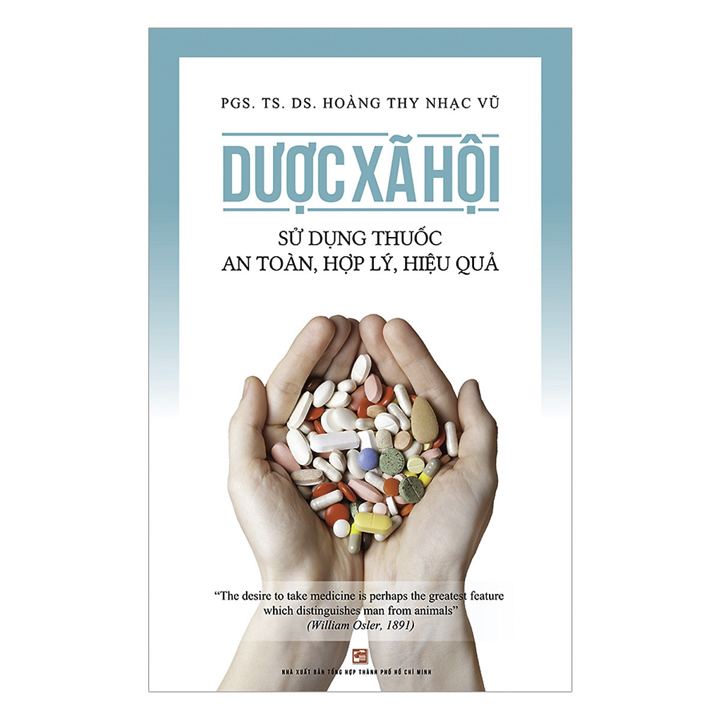 PGS. TS. DS. HOÀNG THY NHẠC VŨ
DƯỢC XÃ HỘI
SỬ DỤNG THUỐC
AN TOÀN, HỢP LÝ, HIỆU QUẢ
“The desire to take medicine is perhaps the greatest feature
which distinguishes man from animals”
(William Osler, 1891)
NHÀ XUẤT BẢN TỔNG HỢP THÀNH PHỐ HỒ CHÍ MINH